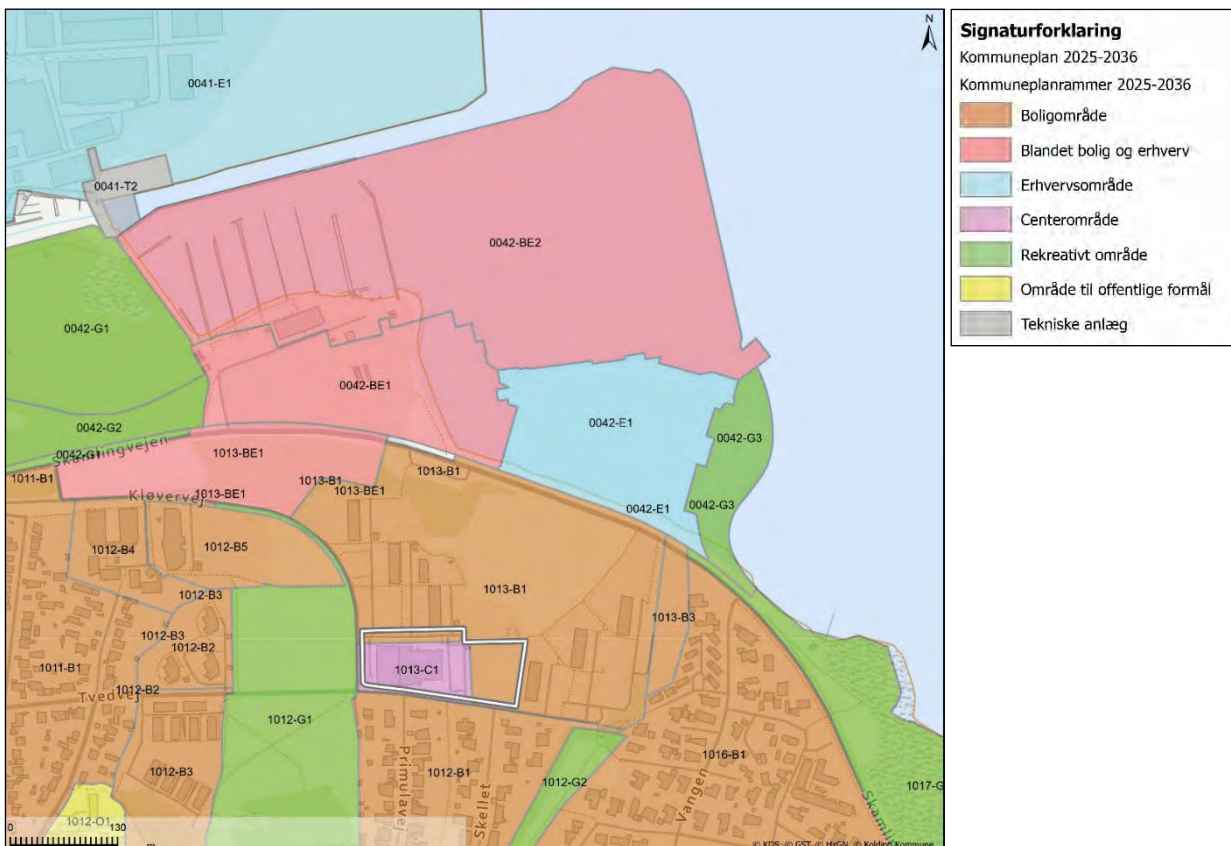 N
0041-E1
0041-T2
0042-BE2
0042-G1
0042-BE1
0042-E1
0042-G2
0042-G3
0042-G1
Skamlingvejen
1013-BE1
1013-B1
1011-B1
1013-B1
1013-BE1
1013-BE1
Kløvervej
0042-G3
0042-E1
1012-B4
1012-B5
1012-B3
1013-B1
1013-B3
1012-B3
1012-B2
1011-B1
1013-C1
1012-B2
Tvedvej
1012-G1
Primulavej
1012-B1
Skellet
1012-G2
1016-B1
Vangen
1012-B3
1017-G
Skamli
1012-O1
0
130
m
© KDS, © GST, © HxGN, © Kolding Kommune
Signaturforklaring
Kommuneplan 2025-2036
Kommuneplanrammer 2025-2036
Boligområde
Blandet bolig og erhverv
Erhvervsområde
Centerområde
Rekreativt område
Område til offentlige formål
Tekniske anlæg